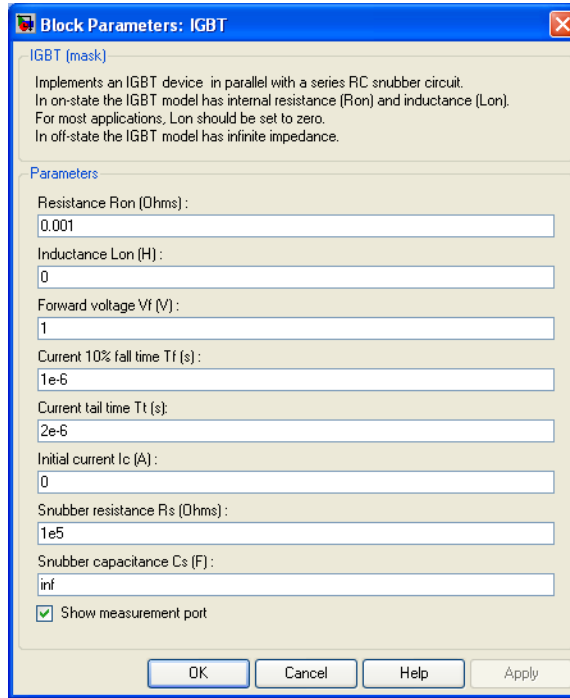 Block Parameters: IGBT
IGBT (mask)
Implements an IGBT device in parallel with a series RC snubber circuit.
In on-state the IGBT model has internal resistance (Ron) and inductance (Lon).
For most applications, Lon should be set to zero.
In off-state the IGBT model has infinite impedance.
Parameters
Resistance Ron (Ohms) :
0.001
Inductance Lon (H) :
0
Forward voltage Vf (V) :
1
Current 10% fall time Tf (s) :
1e-6
Current tail time Tt (s):
2e-6
Initial current Ic (A) :
0
Snubber resistance Rs (Ohms) :
1e5
Snubber capacitance Cs (F) :
inf
Show measurement port
OK Cancel Help Apply